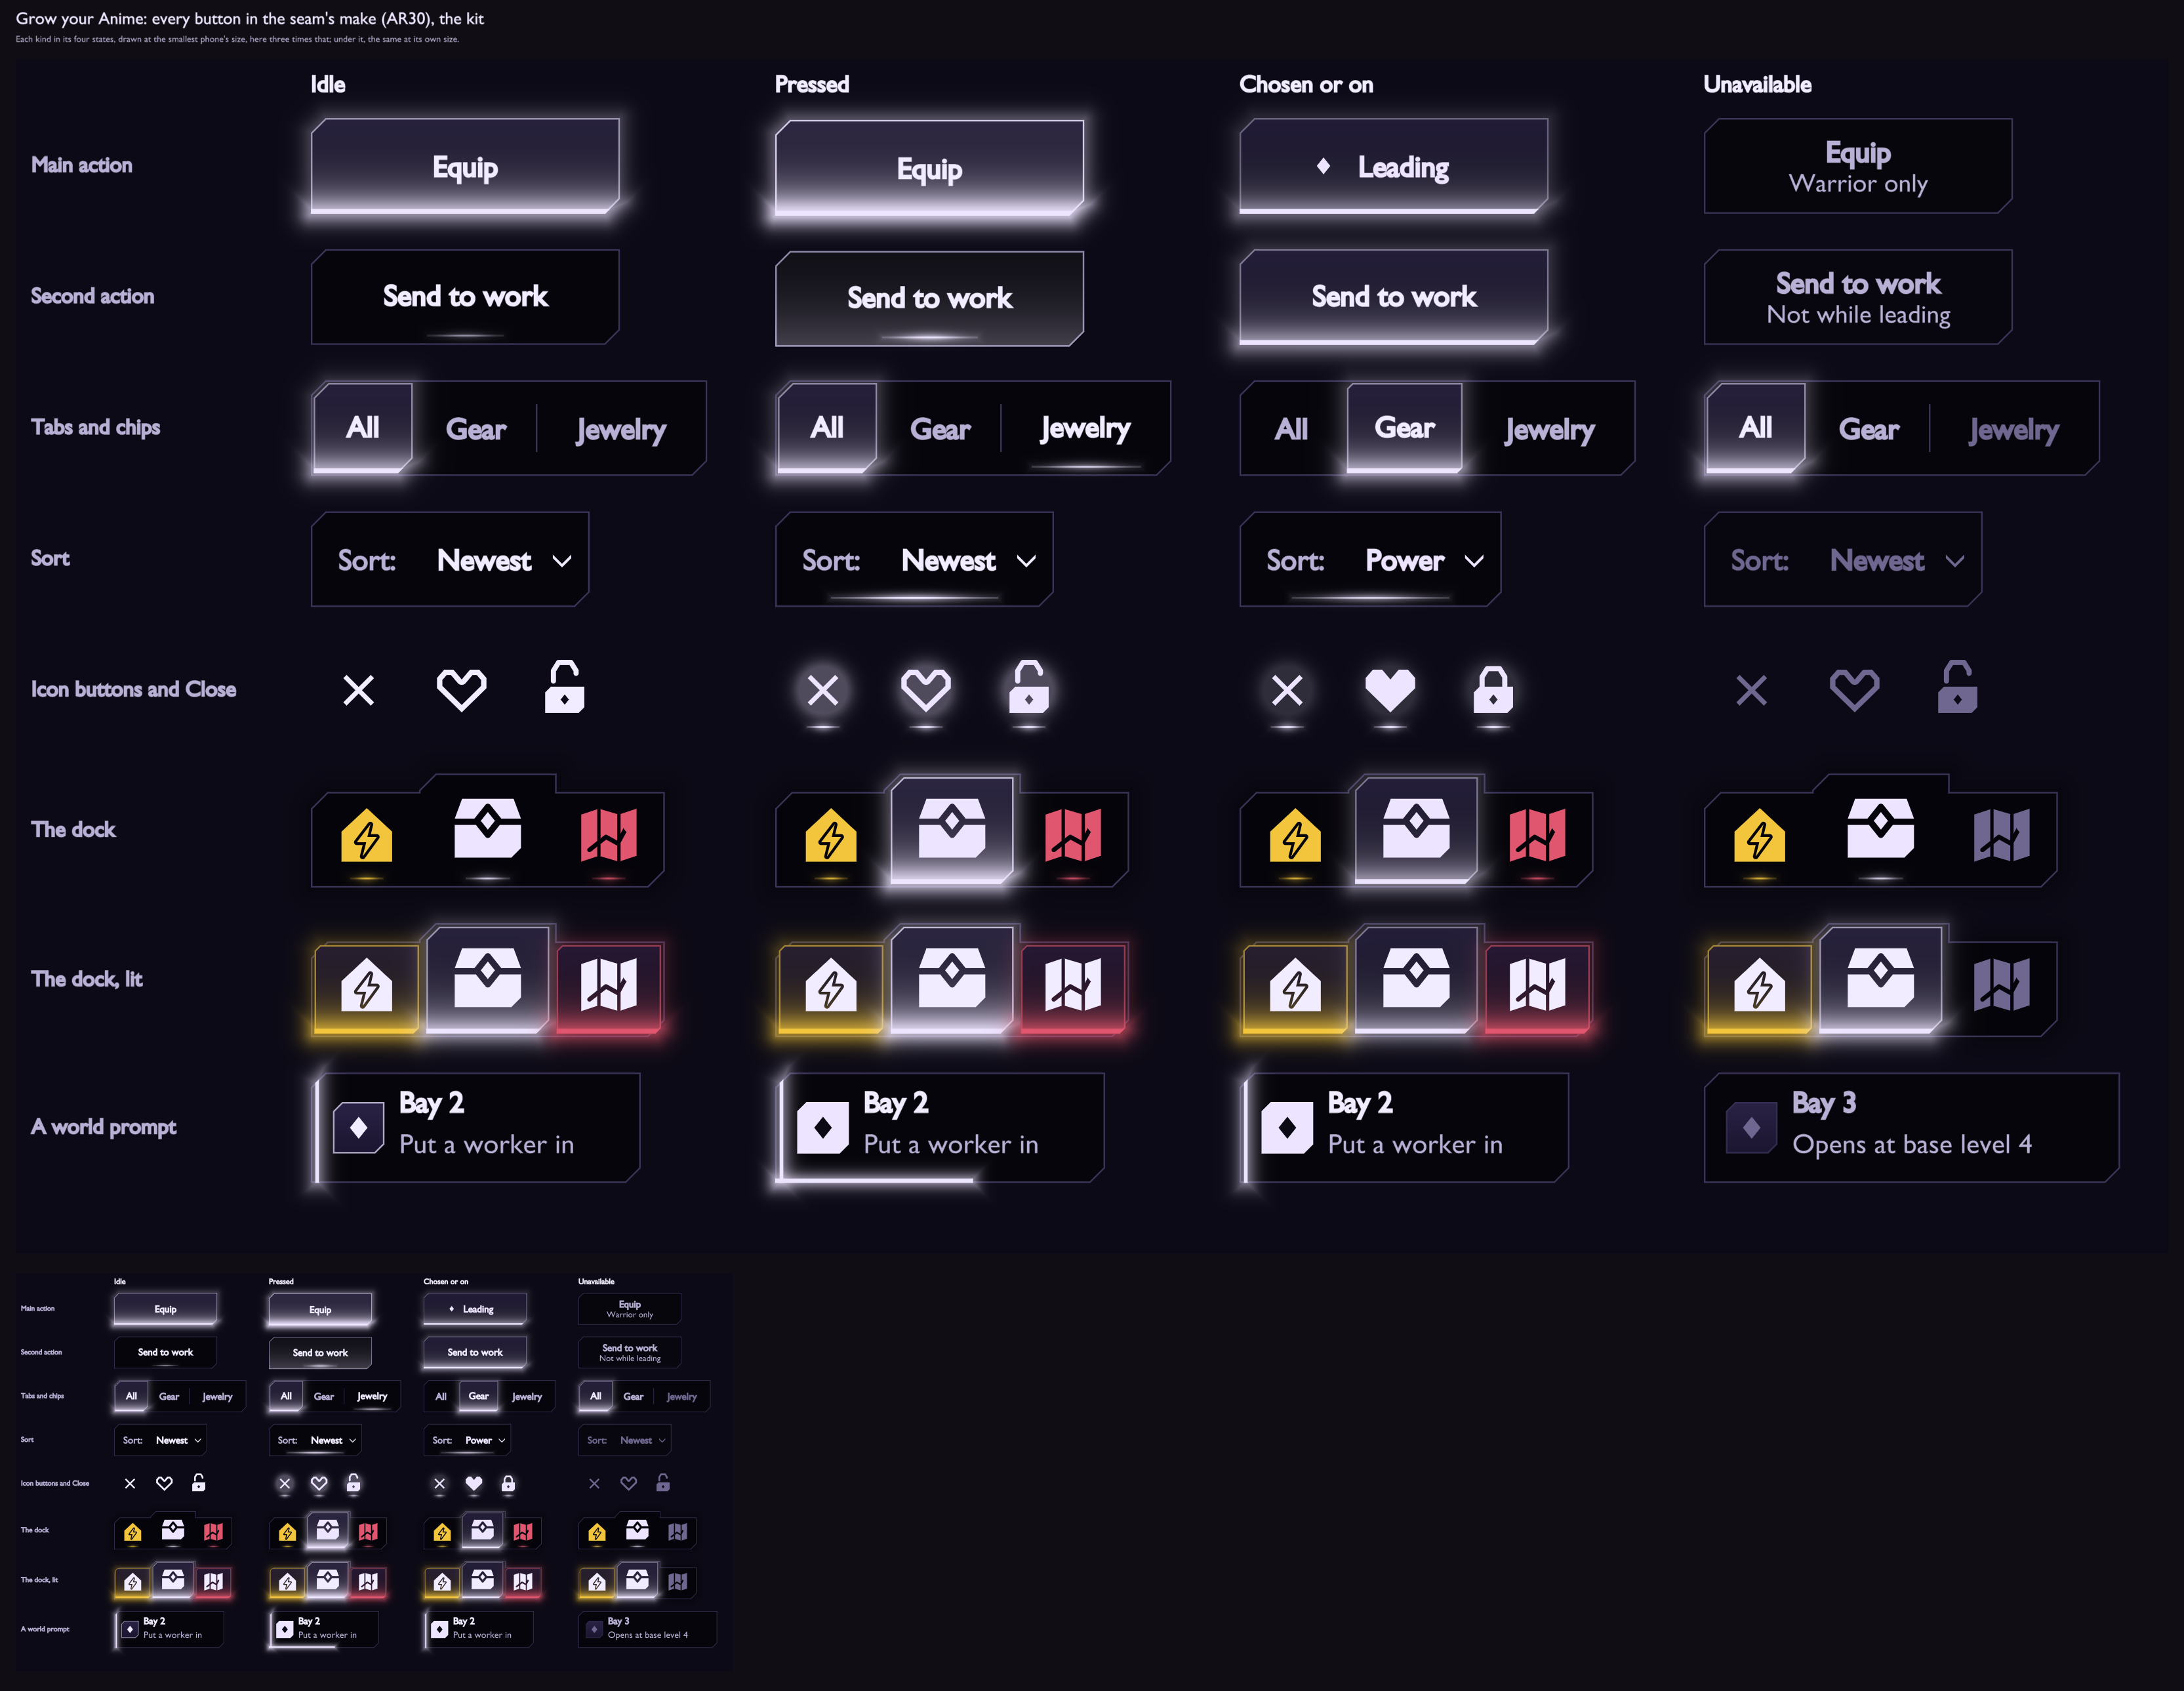 Grow your Anime: every button in the seam's make (AR30), the kit
Each kind in its four states, drawn at the smallest phone's size, here three times that; under it, the same at its own size.
Idle Pressed Chosen or on Unavailable
Main action Equip Equip Leading Equip
Warrior only
Second action Send to work Send to work Send to work Send to work
Not while leading
Tabs and chips All Gear Jewelry All Gear Jewelry All Gear Jewelry All Gear Jewelry
Sort Sort: Newest Sort: Newest Sort: Power Sort: Newest
Icon buttons and Close
The dock
The dock, lit
A world prompt Bay 2 Bay 2 Bay 2 Bay 3
Put a worker in Put a worker in Put a worker in Opens at base level 4
Idle Pressed Chosen or on Unavailable
Main action Equip Equip Leading Equip
Warrior only
Second action Send to work Send to work Send to work Send to work
Not while leading
Tabs and chips All Gear Jewelry All Gear Jewelry All Gear Jewelry All Gear Jewelry
Sort Sort: Newest Sort: Newest Sort: Power Sort: Newest
Icon buttons and Close
The dock
The dock, lit
A world prompt Bay 2 Bay 2 Bay 2 Bay 3
Put a worker in Put a worker in Put a worker in Opens at base level 4